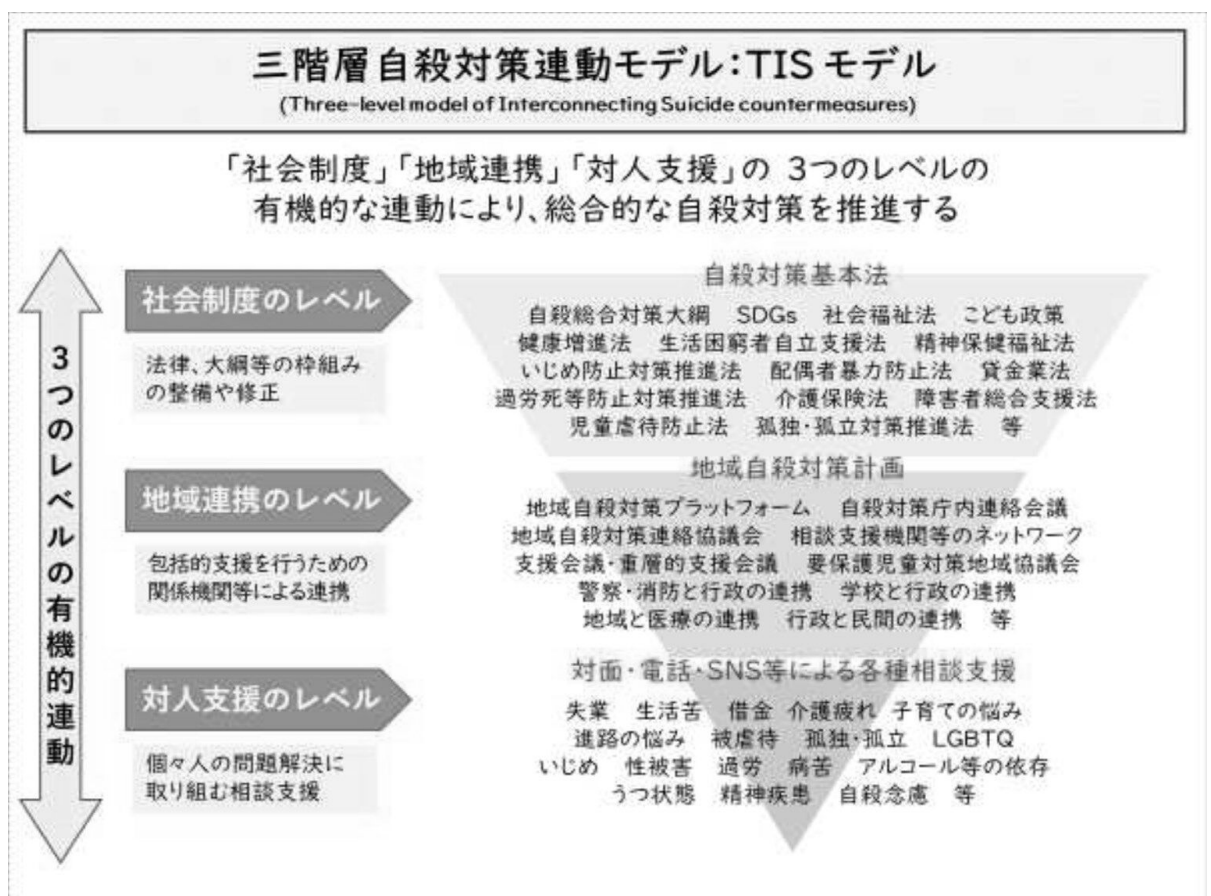 三階層自殺対策連動モデル：TIS モデル
(Three-level model of Interconnecting Suicide countermeasures)
「社会制度」「地域連携」「対人支援」の 3つのレベルの
有機的な連動により、総合的な自殺対策を推進する
3つのレベルの有機的連動
社会制度のレベル
法律、大綱等の枠組み
の整備や修正
自殺対策基本法
自殺総合対策大綱 SDGs 社会福祉法 こども政策
健康増進法 生活困窮者自立支援法 精神保健福祉法
いじめ防止対策推進法 配偶者暴力防止法 貸金業法
過労死等防止対策推進法 介護保険法 障害者総合支援法
児童虐待防止法 孤独・孤立対策推進法 等
地域連携のレベル
包括的支援を行うための
関係機関等による連携
地域自殺対策計画
地域自殺対策プラットフォーム 自殺対策庁内連絡会議
地域自殺対策連絡協議会 相談支援機関等のネットワーク
支援会議・重層的支援会議 要保護児童対策地域協議会
警察・消防と行政の連携 学校と行政の連携
地域と医療の連携 行政と民間の連携 等
対人支援のレベル
個々人の問題解決に
取り組む相談支援
対面・電話・SNS等による各種相談支援
失業 生活苦 借金 介護疲れ 子育ての悩み
進路の悩み 被虐待 孤独・孤立 LGBTQ
いじめ 性被害 過労 病苦 アルコール等の依存
うつ状態 精神疾患 自殺念慮 等